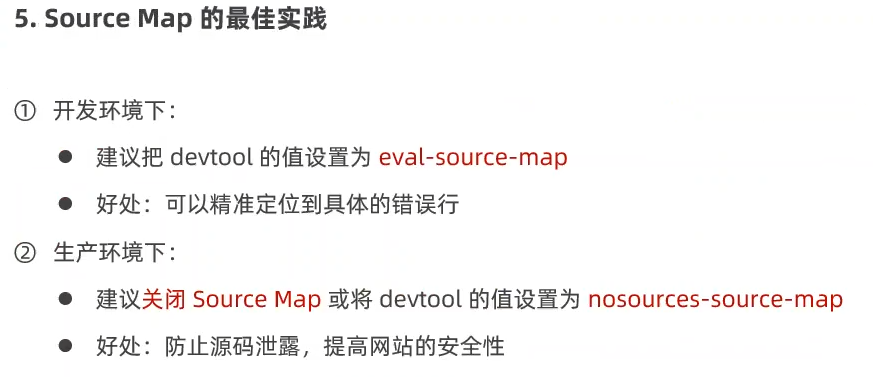 5. Source Map 的最佳实践
① 开发环境下：
● 建议把 devtool 的值设置为 eval-source-map
● 好处：可以精准定位到具体的错误行
② 生产环境下：
● 建议关闭 Source Map 或将 devtool 的值设置为 nosources-source-map
● 好处：防止源码泄露，提高网站的安全性